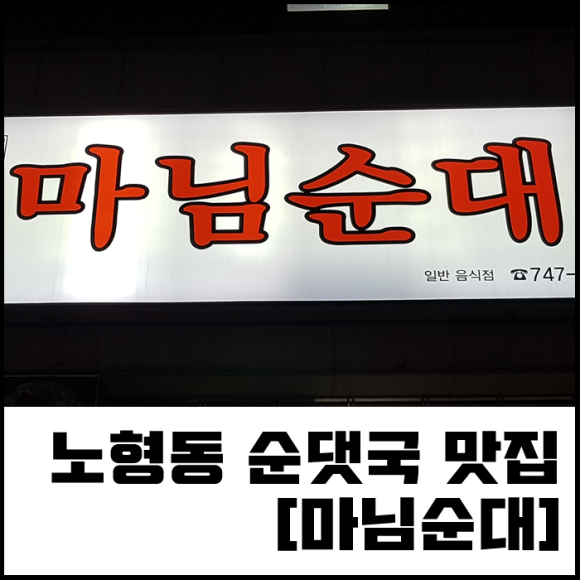 마님순대
일반 음식점 ☎747-
노형동 순댓국 맛집
[마님순대]